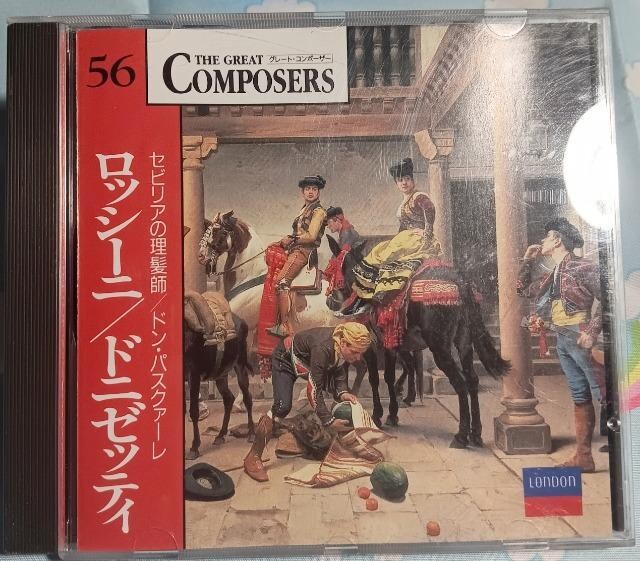 56
THE GREAT グレート・コンポーザー
COMPOSERS
セビリアの理髪師/ドン・パスクァーレ
ロッシーニ/ドニゼッティ
LONDON